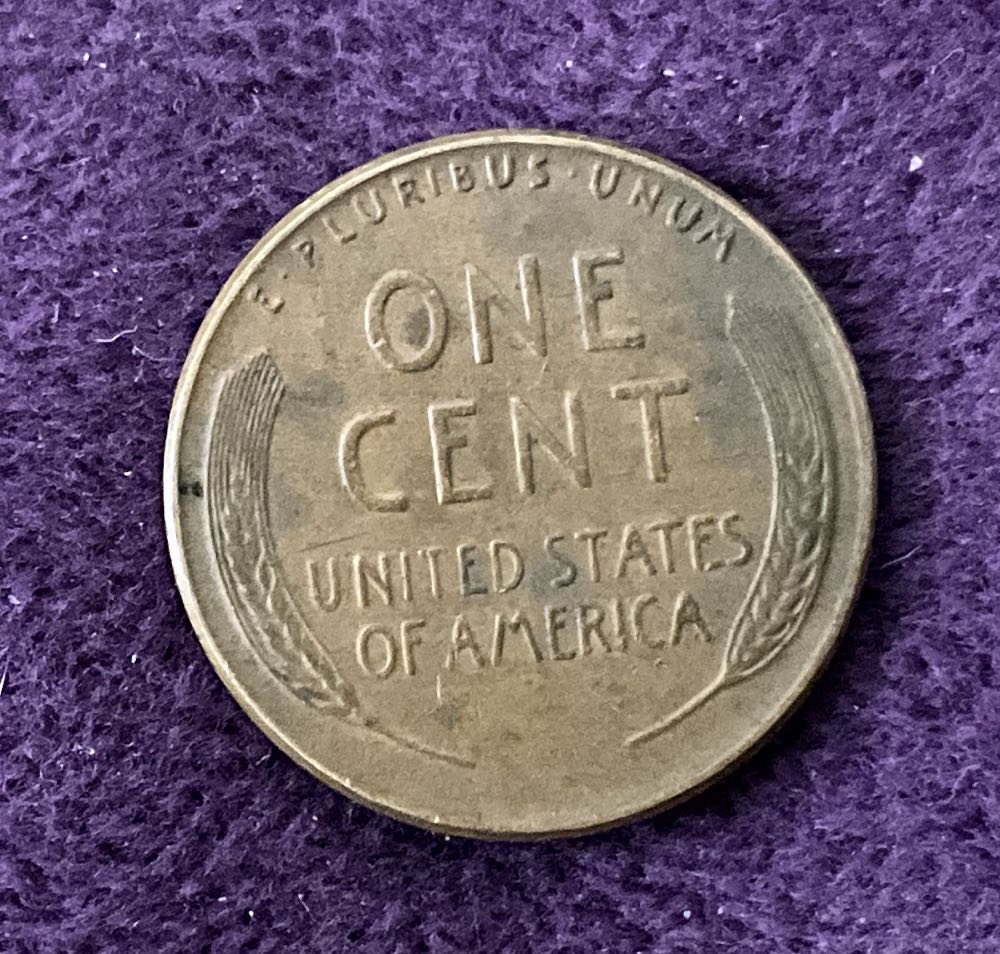 E · PLURIBUS · UNUM
ONE
CENT
UNITED STATES
OF AMERICA